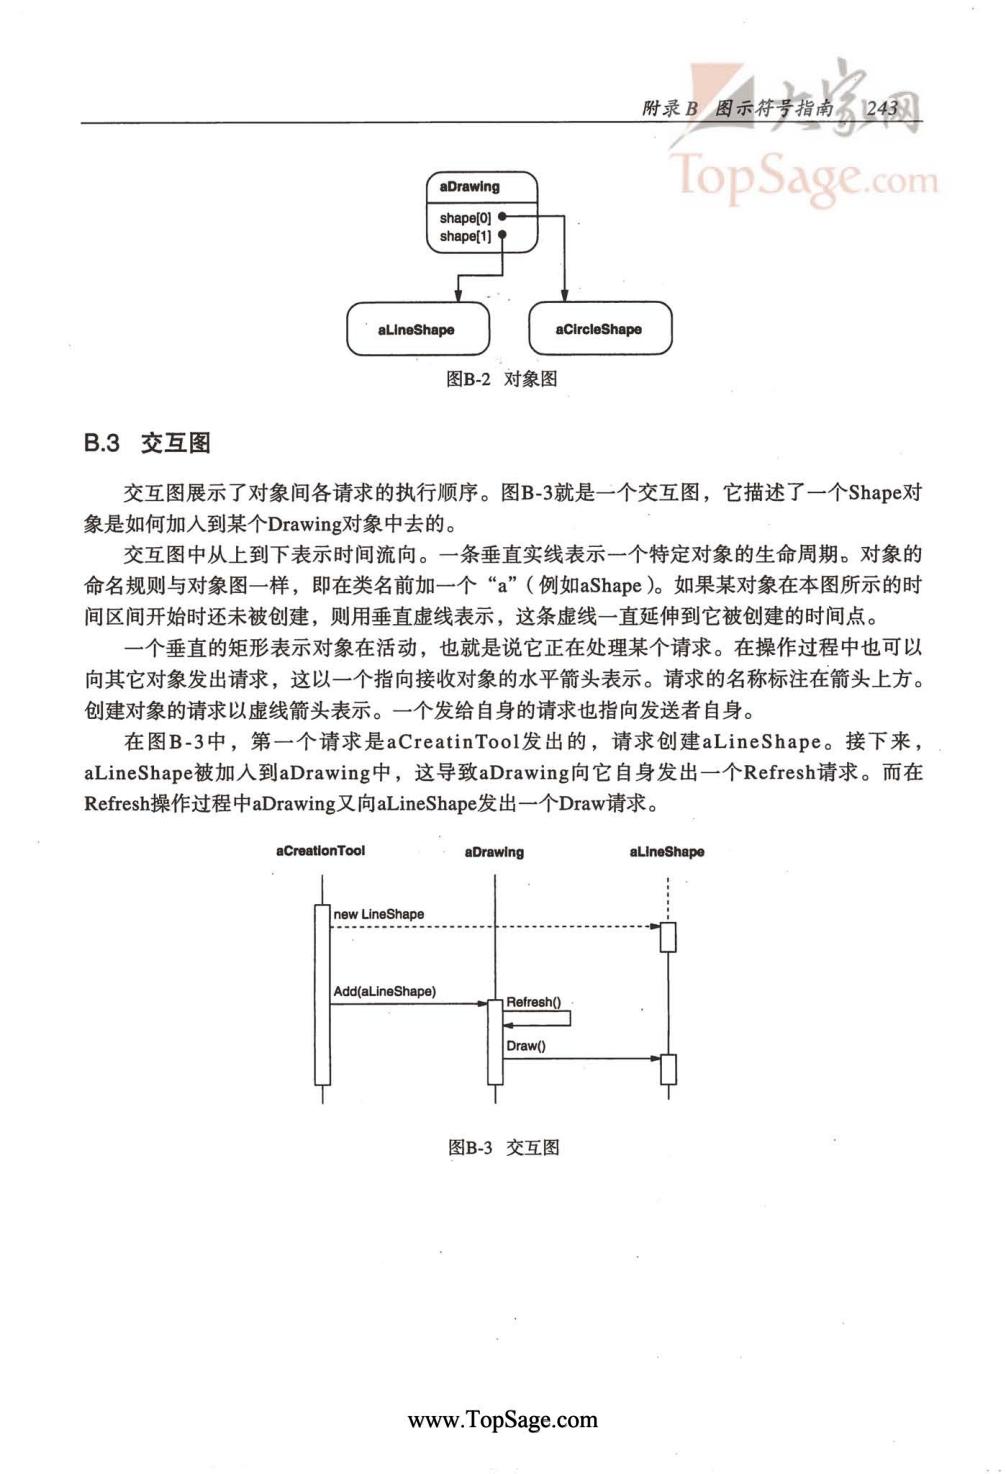 附录B 图示符号指南 243
大家网
TopSage.com
aDrawing
shape[0]
shape[1]
aLineShape
aCircleShape
图B-2 对象图
B.3 交互图
交互图展示了对象间各请求的执行顺序。图B-3就是一个交互图，它描述了一个Shape对
象是如何加入到某个Drawing对象中去的。
交互图中从上到下表示时间流向。一条垂直实线表示一个特定对象的生命周期。对象的
命名规则与对象图一样，即在类名前加一个“a”（例如aShape）。如果某对象在本图所示的时
间区间开始时还未被创建，则用垂直虚线表示，这条虚线一直延伸到它被创建的时间点。
一个垂直的矩形表示对象在活动，也就是说它正在处理某个请求。在操作过程中也可以
向其它对象发出请求，这以一个指向接收对象的水平箭头表示。请求的名称标注在箭头上方。
创建对象的请求以虚线箭头表示。一个发给自身的请求也指向发送者自身。
在图B-3中，第一个请求是aCreatinTool发出的，请求创建aLineShape。接下来，
aLineShape被加入到aDrawing中，这导致aDrawing向它自身发出一个Refresh请求。而在
Refresh操作过程中aDrawing又向aLineShape发出一个Draw请求。
aCreationTool
aDrawing
aLineShape
new LineShape
Add(aLineShape)
Refresh()
Draw()
图B-3 交互图
www.TopSage.com